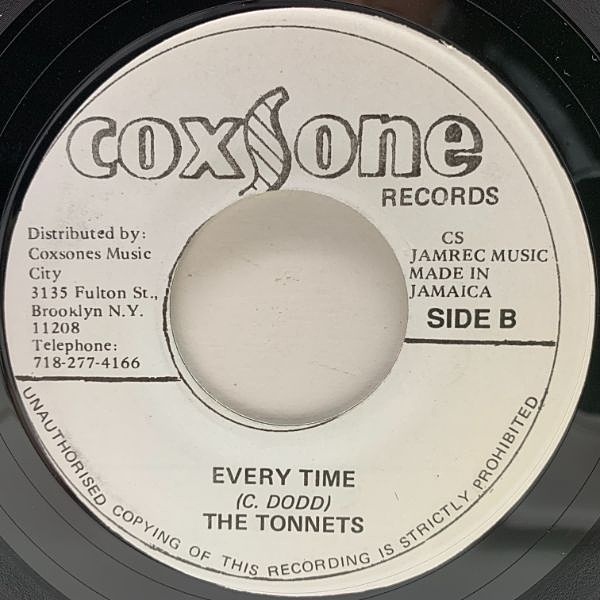 coxsone
RECORDS
Distributed by:
Coxsones Music
City
3135 Fulton St.,
Brooklyn N.Y.
11208
Telephone:
718-277-4166
CS
JAMREC MUSIC
MADE IN
JAMAICA
SIDE B
EVERY TIME
(C. DODD)
THE TONNETS
UNAUTHORISED COPYING OF THIS RECORDING IS STRICTLY PROHIBITED